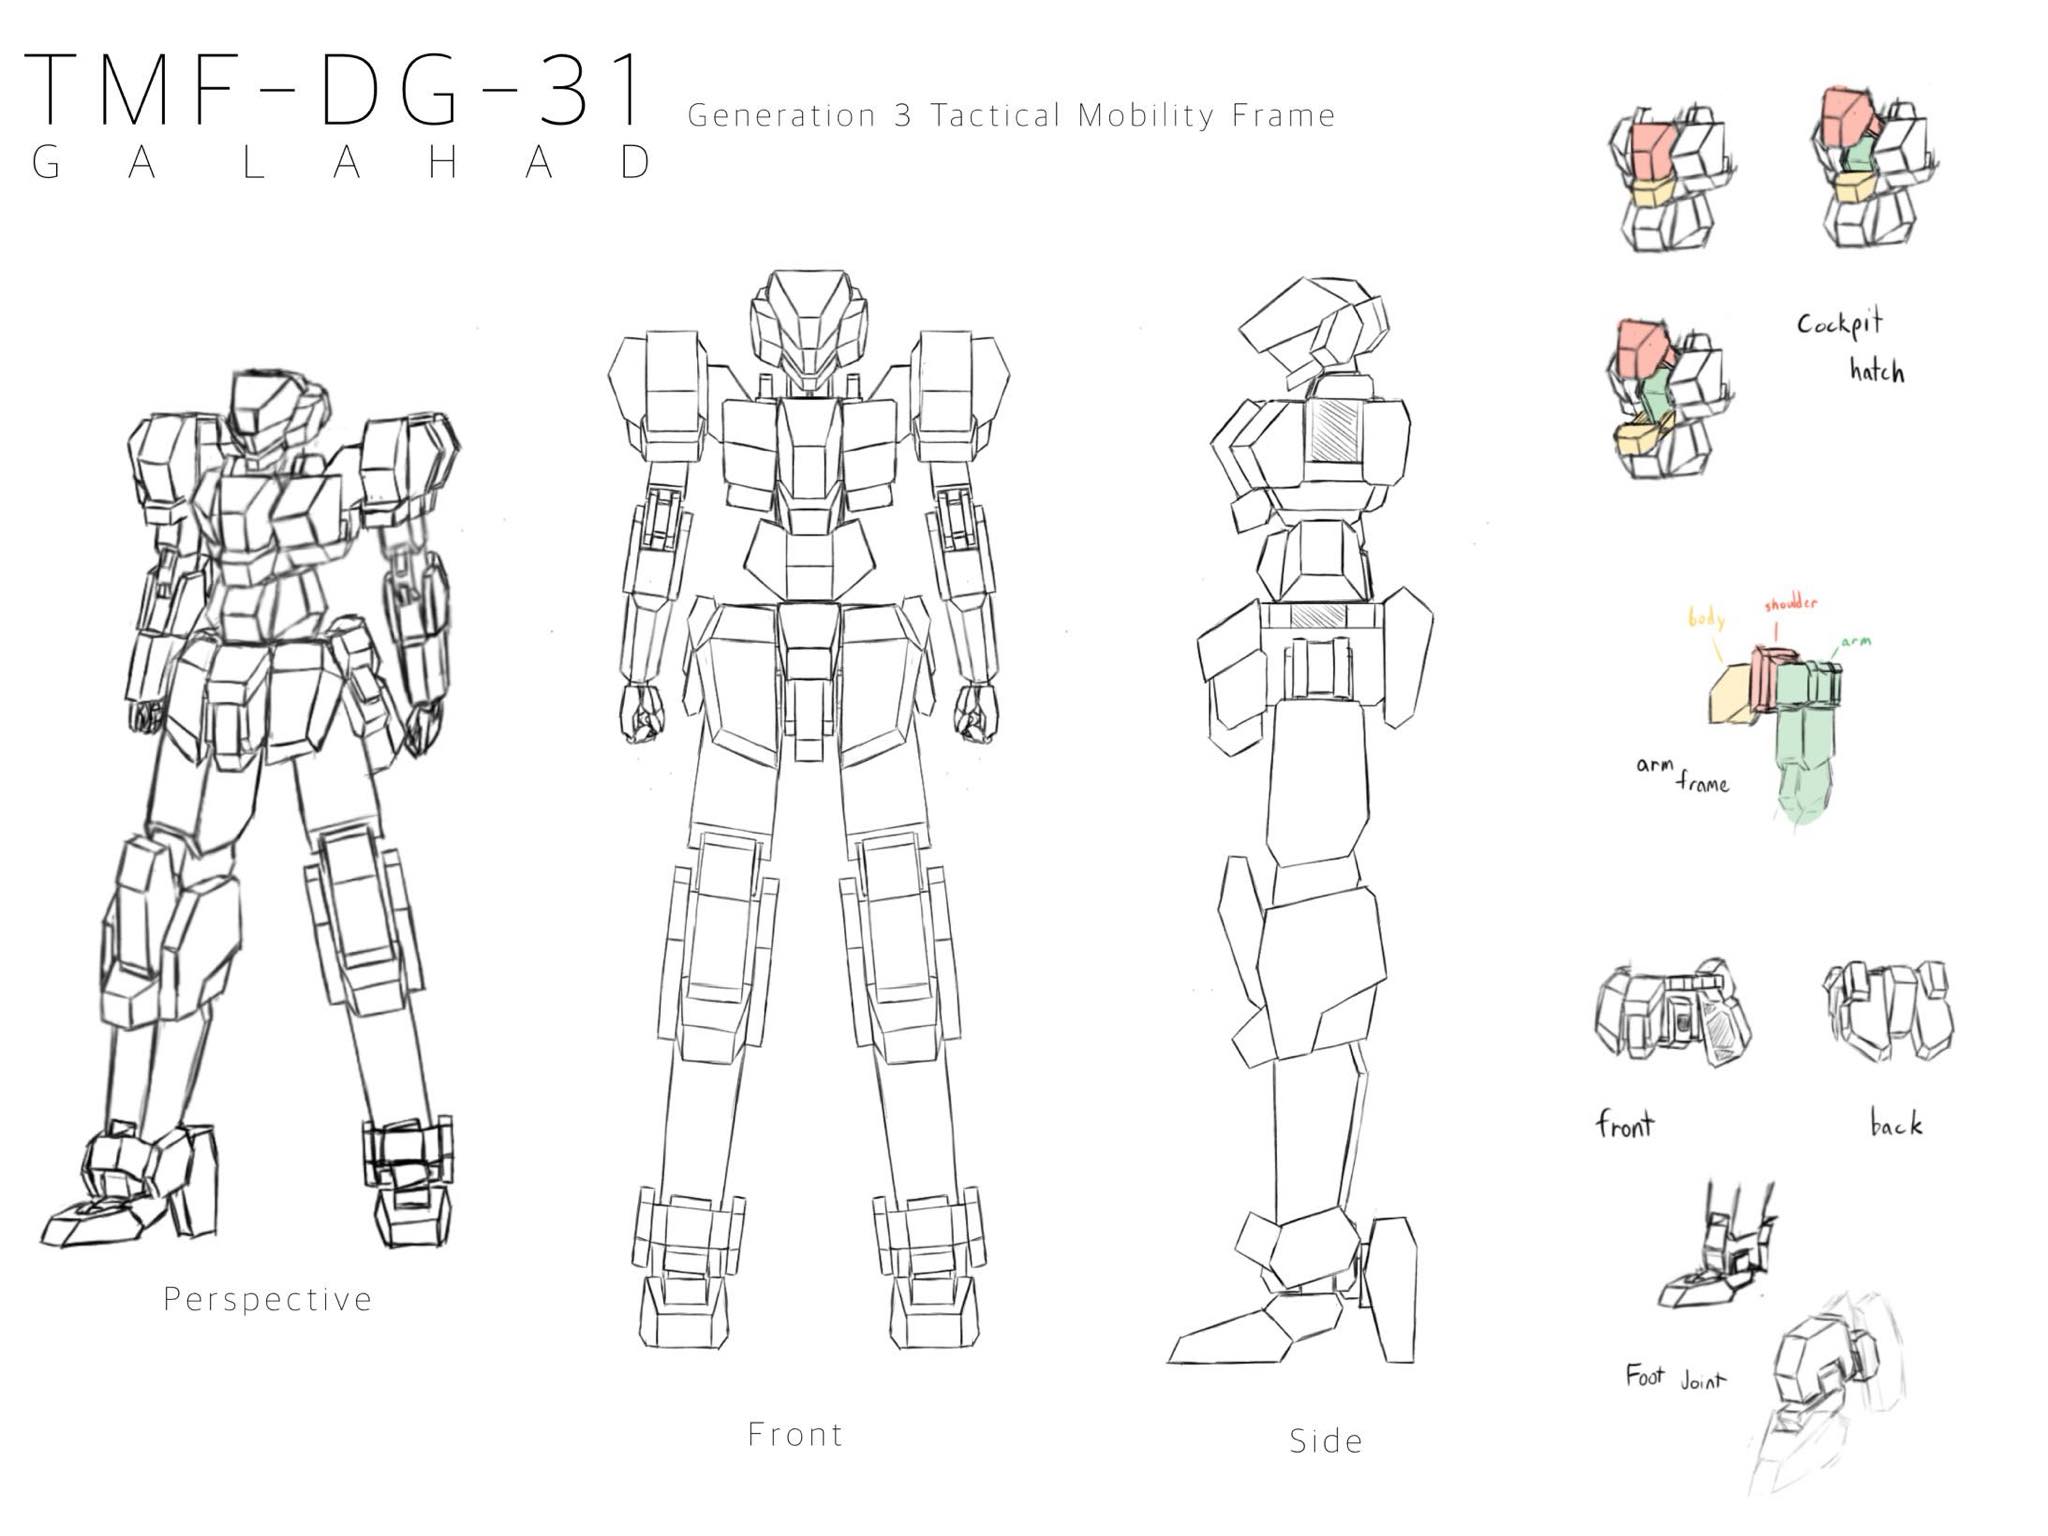 TMF-DG-31
Generation 3 Tactical Mobility Frame
GALAHAD
Cockpit
hatch
body
shoulder
arm
arm
frame
front
back
Foot Joint
Perspective
Front
Side